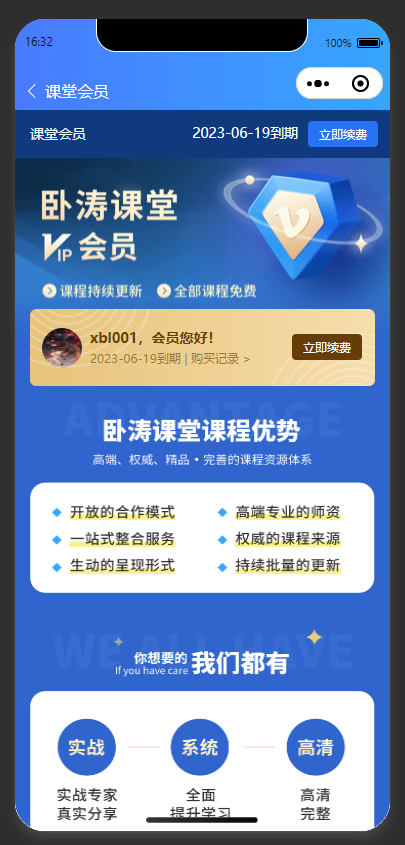 16:32
100%
课堂会员
课堂会员
2023-06-19到期
立即续费
卧涛课堂
VIP会员
课程持续更新 全部课程免费
xbl001，会员您好！
2023-06-19到期 | 购买记录 >
立即续费
ADVANTAGE
卧涛课堂课程优势
高端、权威、精品·完善的课程资源体系
开放的合作模式
高端专业的师资
一站式整合服务
权威的课程来源
生动的呈现形式
持续批量的更新
WE ALL HAVE
你想要的
If you have care
我们都有
实战
系统
高清
实战专家
真实分享
全面
提升学习
高清
完整